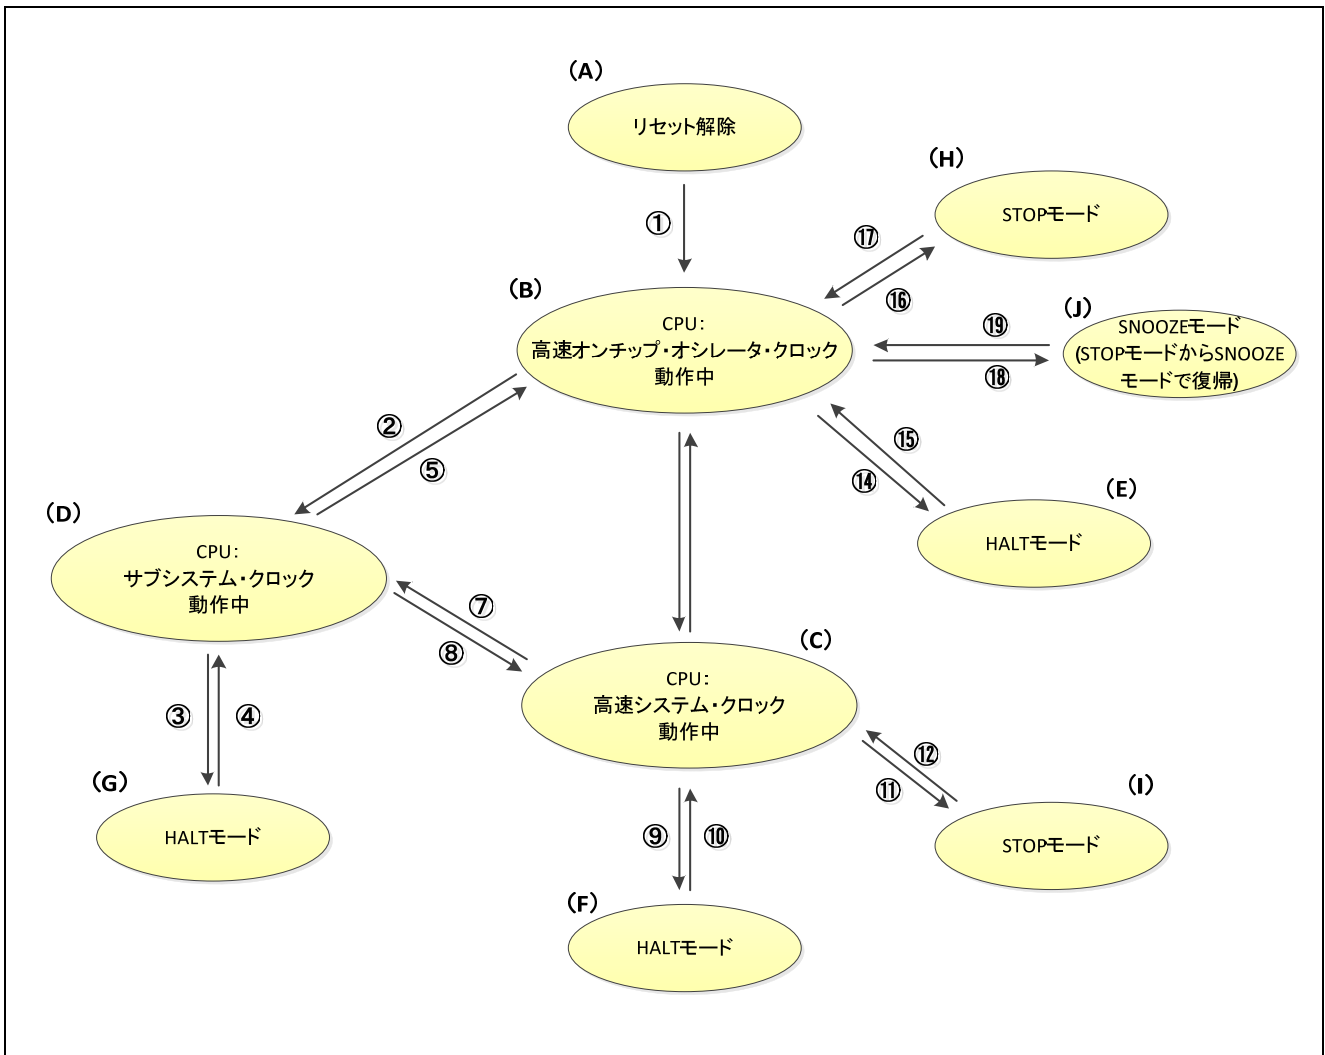 (A)
リセット解除
①
(H)
STOPモード
⑰
⑯
(B)
CPU:
高速オンチップ・オシレータ・クロック
動作中
(J)
SNOOZEモード
(STOPモードからSNOOZE
モードで復帰)
⑲
⑱
②
⑤
⑮
⑭
(E)
HALTモード
(D)
CPU:
サブシステム・クロック
動作中
⑦
⑧
(C)
CPU:
高速システム・クロック
動作中
③
④
⑫
⑪
(I)
STOPモード
(G)
HALTモード
⑨
⑩
(F)
HALTモード